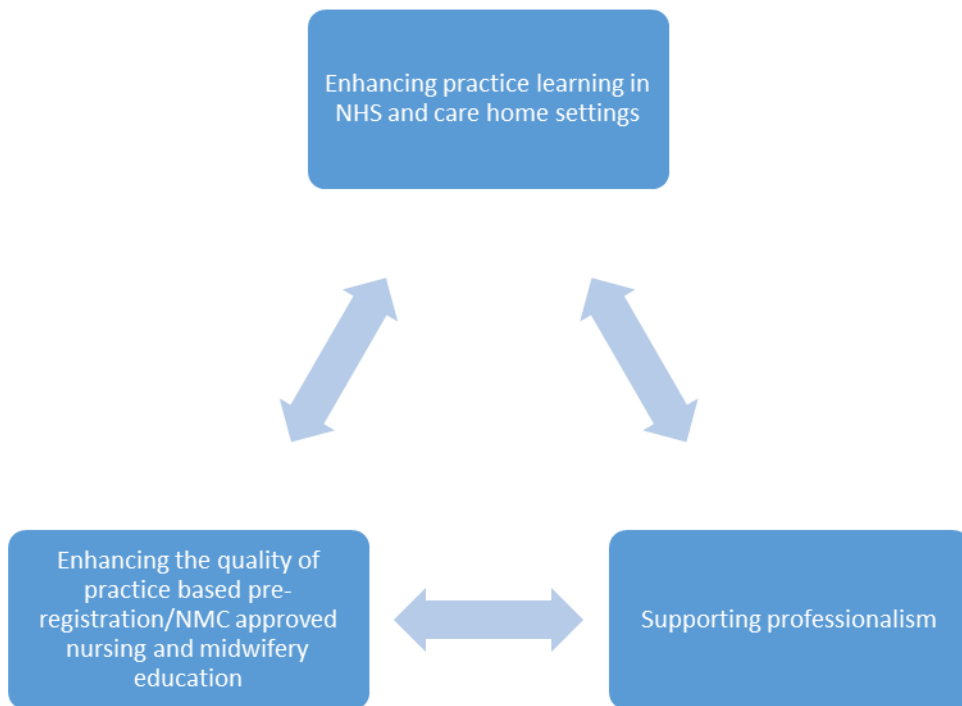 Enhancing practice learning in
NHS and care home settings
Enhancing the quality of
practice based pre-
registration/NMC approved
nursing and midwifery
education
Supporting professionalism